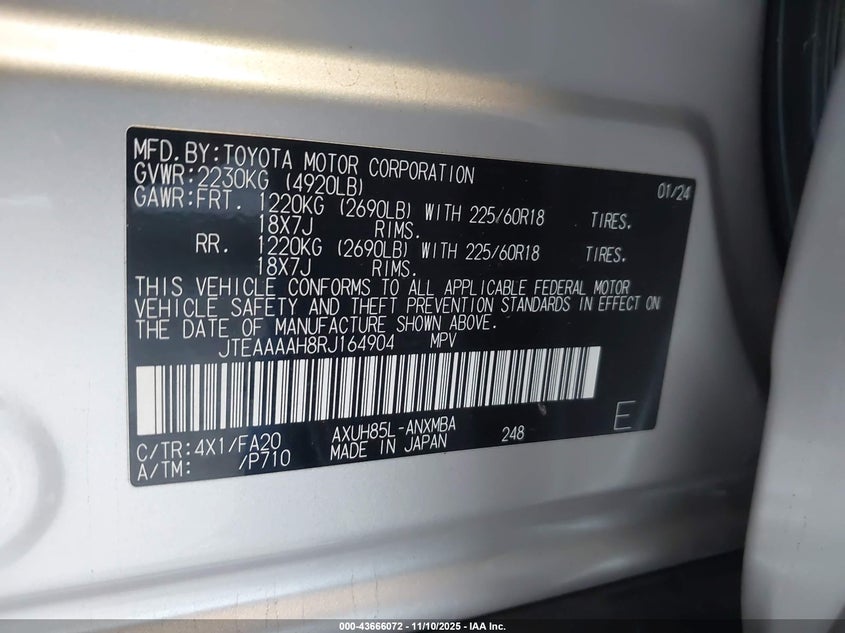 MFD.BY:TOYOTA MOTOR CORPORATION 01/24
GVWR:2230KG (4920LB)
GAWR:FRT. 1220KG (2690LB) WITH 225/60R18 TIRES.
18X7J RIMS.
RR. 1220KG (2690LB) WITH 225/60R18 TIRES.
18X7J RIMS.
THIS VEHICLE CONFORMS TO ALL APPLICABLE FEDERAL MOTOR
VEHICLE SAFETY AND THEFT PREVENTION STANDARDS IN EFFECT ON
THE DATE OF MANUFACTURE SHOWN ABOVE.
JTEAAAAH8RJ164904 MPV
C/TR:4X1/FA20 AXUH85L-ANXMBA 248 E
A/TM: /P710 MADE IN JAPAN
000-43666072 — 11/10/2025 — IAA Inc.